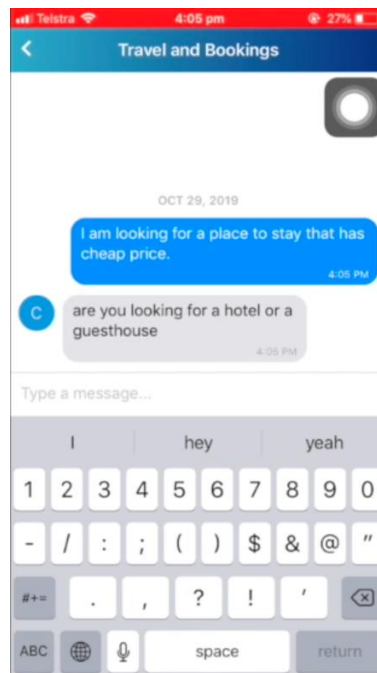 Telstra 4:05 pm 27%
Travel and Bookings
OCT 29, 2019
I am looking for a place to stay that has
cheap price.
4:05 PM
C
are you looking for a hotel or a
guesthouse
4:05 PM
Type a message...
I hey yeah
1 2 3 4 5 6 7 8 9 0
- / : ; ( ) $ & @ "
#+= . , ? ! '
ABC space return